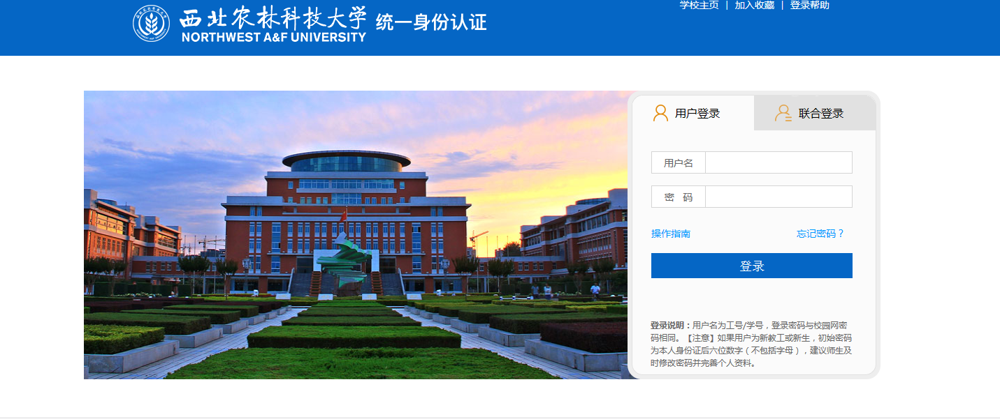 学校主页 | 加入收藏 | 登录帮助
西北农林科技大学 统一身份认证
NORTHWEST A&F UNIVERSITY
用户登录 联合登录
用户名
密 码
操作指南 忘记密码？
登录
登录说明：用户名为工号/学号，登录密码与校园网密
码相同。【注意】如果用户为新教工或新生，初始密码
为本人身份证后六位数字（不包括字母），建议师生及
时修改密码并完善个人资料。